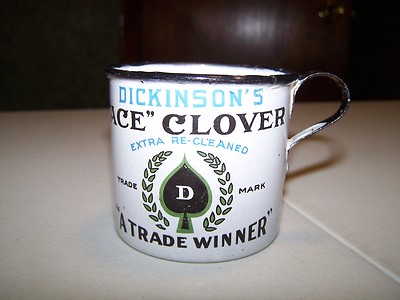 DICKINSON'S
ACE" CLOVER
EXTRA RE-CLEANED
TRADE D MARK
"A TRADE WINNER"